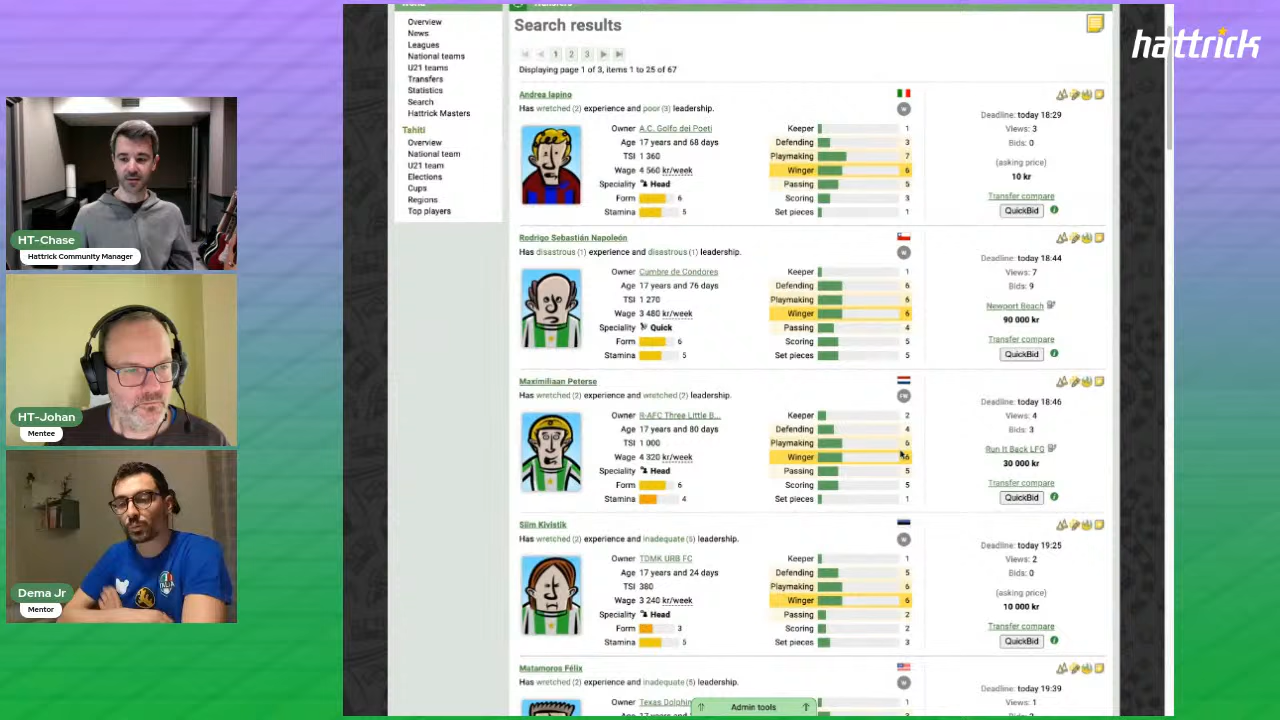 hattrick
HT-Chase
Hattrick Community Manager
HT-Johan
Mentee
Dema Jr
Mentor
Overview
News
Leagues
National teams
U21 teams
Transfers
Statistics
Search
Hattrick Masters
Tahiti
Overview
National team
U21 team
Elections
Cups
Regions
Top players
Search results
1 2 3
Displaying page 1 of 3, items 1 to 25 of 67
Andrea Iapino
Has wretched (2) experience and poor (3) leadership.
W
Owner A.C. Golfo dei Poeti
Age 17 years and 68 days
TSI 1 360
Wage 4 560 kr/week
Speciality Head
Form 6
Stamina 5
Keeper 1
Defending 3
Playmaking 7
Winger 6
Passing 5
Scoring 3
Set pieces 1
Deadline: today 18:29
Views: 3
Bids: 0
(asking price)
10 kr
Transfer compare
QuickBid
Rodrigo Sebastián Napoleón
Has disastrous (1) experience and disastrous (1) leadership.
W
Owner Cumbre de Condores
Age 17 years and 76 days
TSI 1 270
Wage 3 480 kr/week
Speciality Quick
Form 6
Stamina 5
Keeper 1
Defending 6
Playmaking 6
Winger 6
Passing 4
Scoring 5
Set pieces 5
Deadline: today 18:44
Views: 7
Bids: 9
Newport Beach
90 000 kr
Transfer compare
QuickBid
Maximiliaan Peterse
Has wretched (2) experience and wretched (2) leadership.
FW
Owner R-AFC Three Little B...
Age 17 years and 80 days
TSI 1 000
Wage 4 320 kr/week
Speciality Head
Form 6
Stamina 4
Keeper 2
Defending 4
Playmaking 6
Winger 6
Passing 5
Scoring 5
Set pieces 1
Deadline: today 18:46
Views: 4
Bids: 3
Run It Back LFG
30 000 kr
Transfer compare
QuickBid
Siim Kivistik
Has wretched (2) experience and inadequate (5) leadership.
W
Owner TDMK URB FC
Age 17 years and 24 days
TSI 380
Wage 3 240 kr/week
Speciality Head
Form 3
Stamina 5
Keeper 1
Defending 5
Playmaking 6
Winger 6
Passing 2
Scoring 2
Set pieces 3
Deadline: today 19:25
Views: 2
Bids: 0
(asking price)
10 000 kr
Transfer compare
QuickBid
Matamoros Félix
Has wretched (2) experience and inadequate (5) leadership.
W
Owner Texas Dolphin
Keeper 1
Deadline: today 19:39
Views: 1
Admin tools